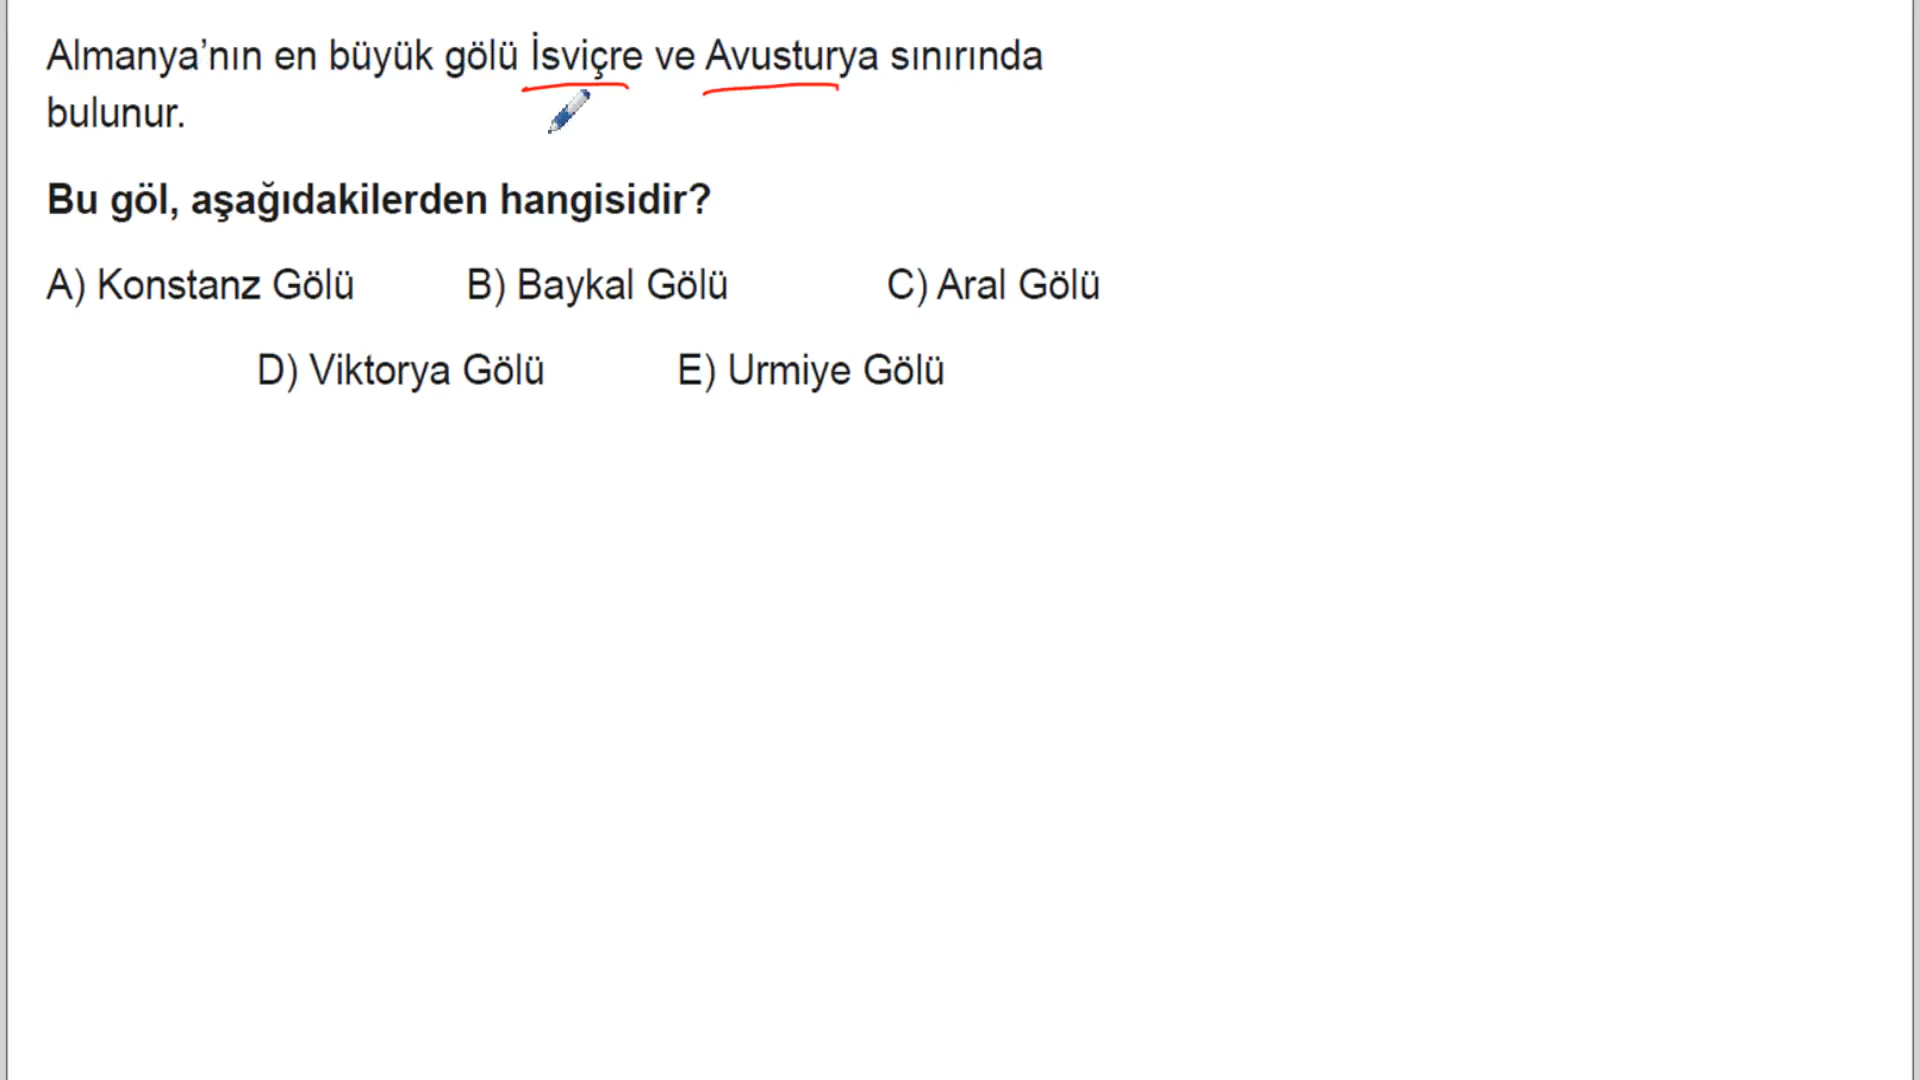 Almanya’nın en büyük gölü İsviçre ve Avusturya sınırında
bulunur.
Bu göl, aşağıdakilerden hangisidir?
A) Konstanz Gölü B) Baykal Gölü C) Aral Gölü
D) Viktorya Gölü E) Urmiye Gölü